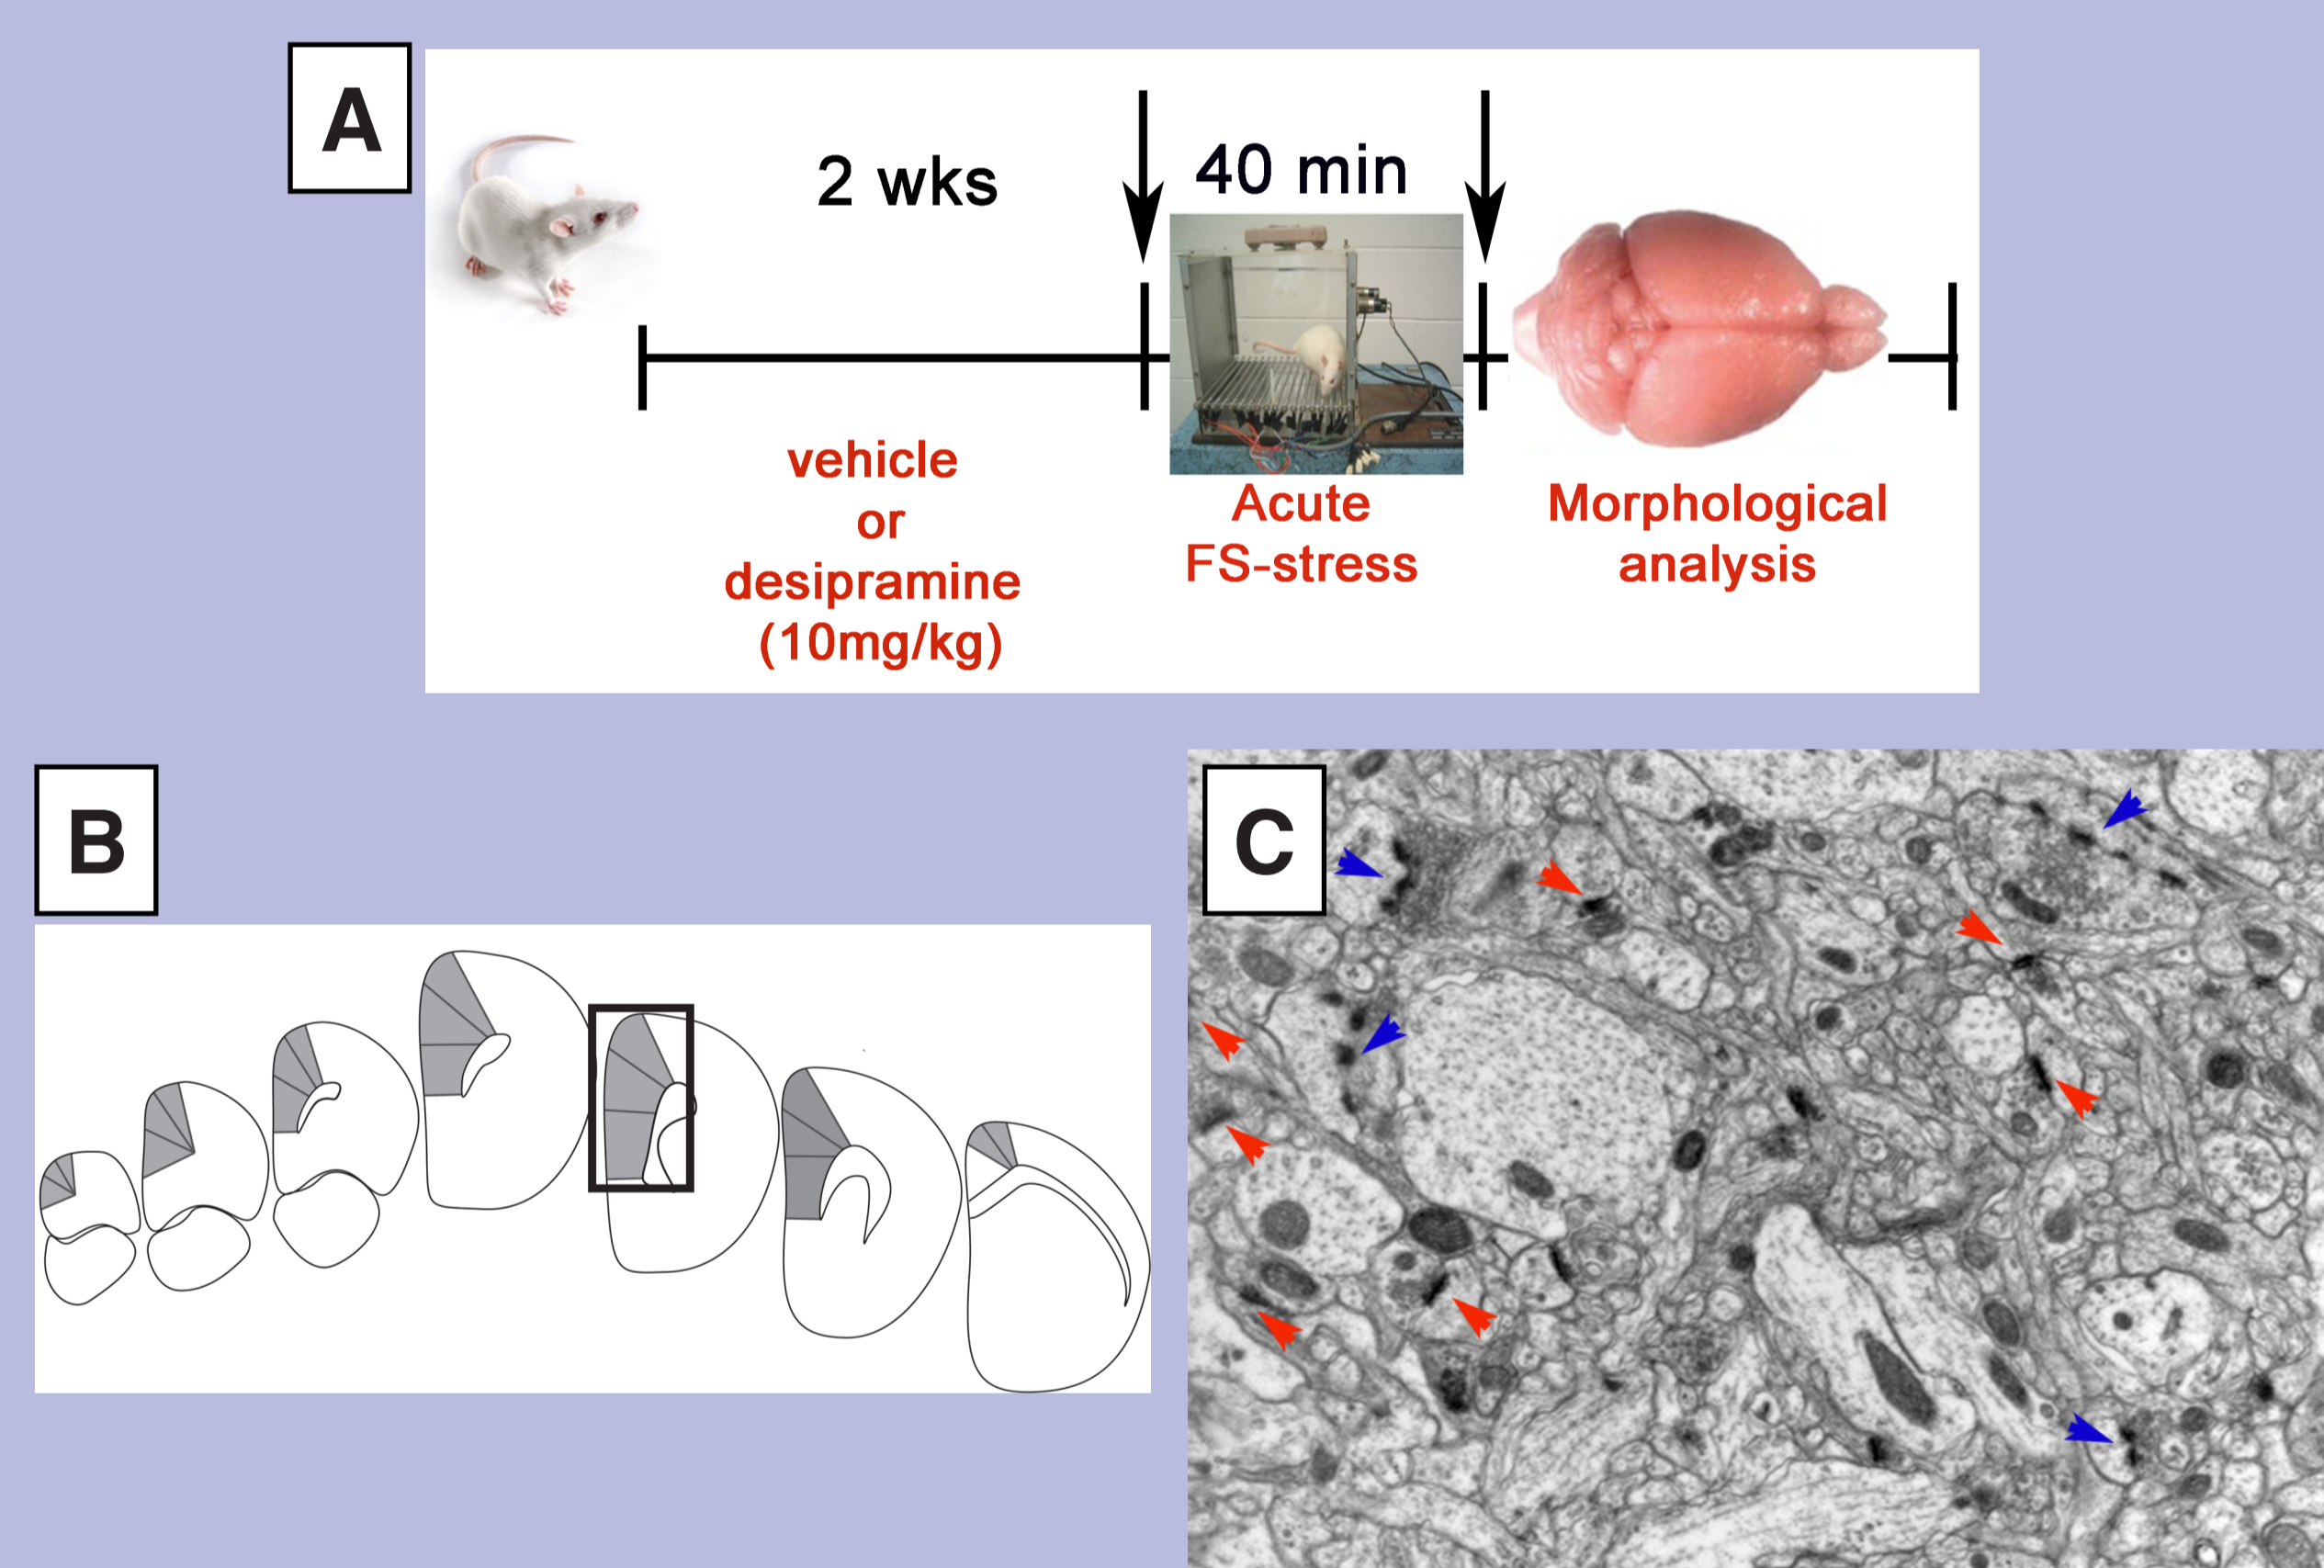 A
2 wks
40 min
vehicle
or
desipramine
(10mg/kg)
Acute
FS-stress
Morphological
analysis
B
C